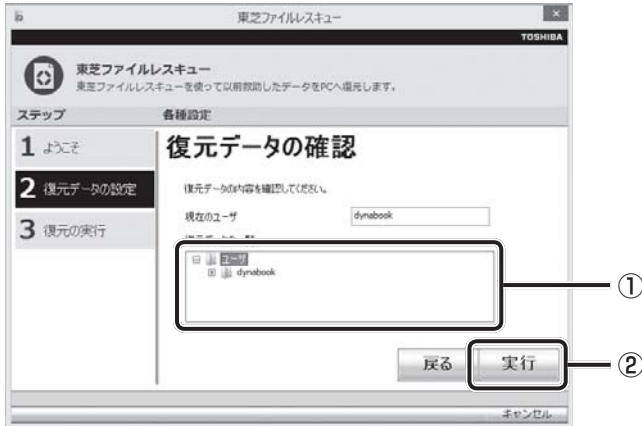 東芝ファイルレスキュー
TOSHIBA
東芝ファイルレスキュー
東芝ファイルレスキューを使って以前救助したデータをPCへ復元します。
ステップ
各種設定
1 ようこそ
2 復元データの設定
3 復元の実行
復元データの確認
復元データの内容を確認してください。
現在のユーザ
dynabook
ユーザ
dynabook
①
戻る
実行
②
キャンセル